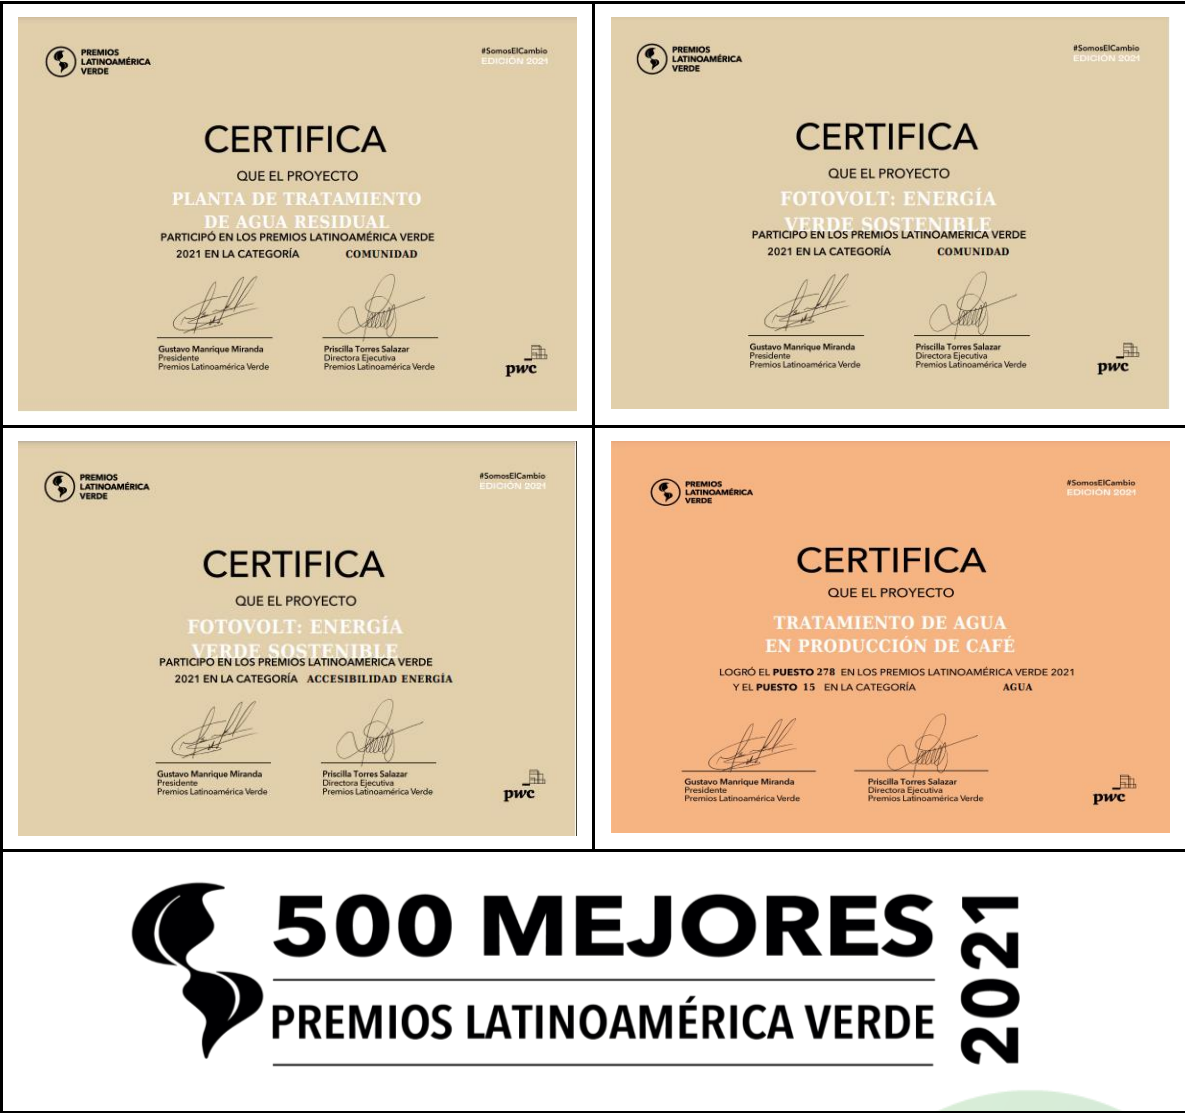 PREMIOS
LATINOAMÉRICA
VERDE
#SomosElCambio
EDICIÓN 2021
CERTIFICA
QUE EL PROYECTO
PLANTA DE TRATAMIENTO
DE AGUA RESIDUAL
PARTICIPÓ EN LOS PREMIOS LATINOAMÉRICA VERDE
2021 EN LA CATEGORÍA COMUNIDAD
Gustavo Manrique Miranda
Presidente
Premios Latinoamérica Verde
Priscilla Torres Salazar
Directora Ejecutiva
Premios Latinoamérica Verde
pwc
PREMIOS
LATINOAMÉRICA
VERDE
#SomosElCambio
EDICIÓN 2021
CERTIFICA
QUE EL PROYECTO
FOTOVOLT: ENERGÍA
VERDE SOSTENIBLE
PARTICIPÓ EN LOS PREMIOS LATINOAMÉRICA VERDE
2021 EN LA CATEGORÍA COMUNIDAD
Gustavo Manrique Miranda
Presidente
Premios Latinoamérica Verde
Priscilla Torres Salazar
Directora Ejecutiva
Premios Latinoamérica Verde
pwc
PREMIOS
LATINOAMÉRICA
VERDE
#SomosElCambio
EDICIÓN 2021
CERTIFICA
QUE EL PROYECTO
FOTOVOLT: ENERGÍA
VERDE SOSTENIBLE
PARTICIPÓ EN LOS PREMIOS LATINOAMÉRICA VERDE
2021 EN LA CATEGORÍA ACCESIBILIDAD ENERGÍA
Gustavo Manrique Miranda
Presidente
Premios Latinoamérica Verde
Priscilla Torres Salazar
Directora Ejecutiva
Premios Latinoamérica Verde
pwc
PREMIOS
LATINOAMÉRICA
VERDE
#SomosElCambio
EDICIÓN 2021
CERTIFICA
QUE EL PROYECTO
TRATAMIENTO DE AGUA
EN PRODUCCIÓN DE CAFÉ
LOGRÓ EL PUESTO 278 EN LOS PREMIOS LATINOAMÉRICA VERDE 2021
Y EL PUESTO 15 EN LA CATEGORÍA AGUA
Gustavo Manrique Miranda
Presidente
Premios Latinoamérica Verde
Priscilla Torres Salazar
Directora Ejecutiva
Premios Latinoamérica Verde
pwc
500 MEJORES
PREMIOS LATINOAMÉRICA VERDE
2021